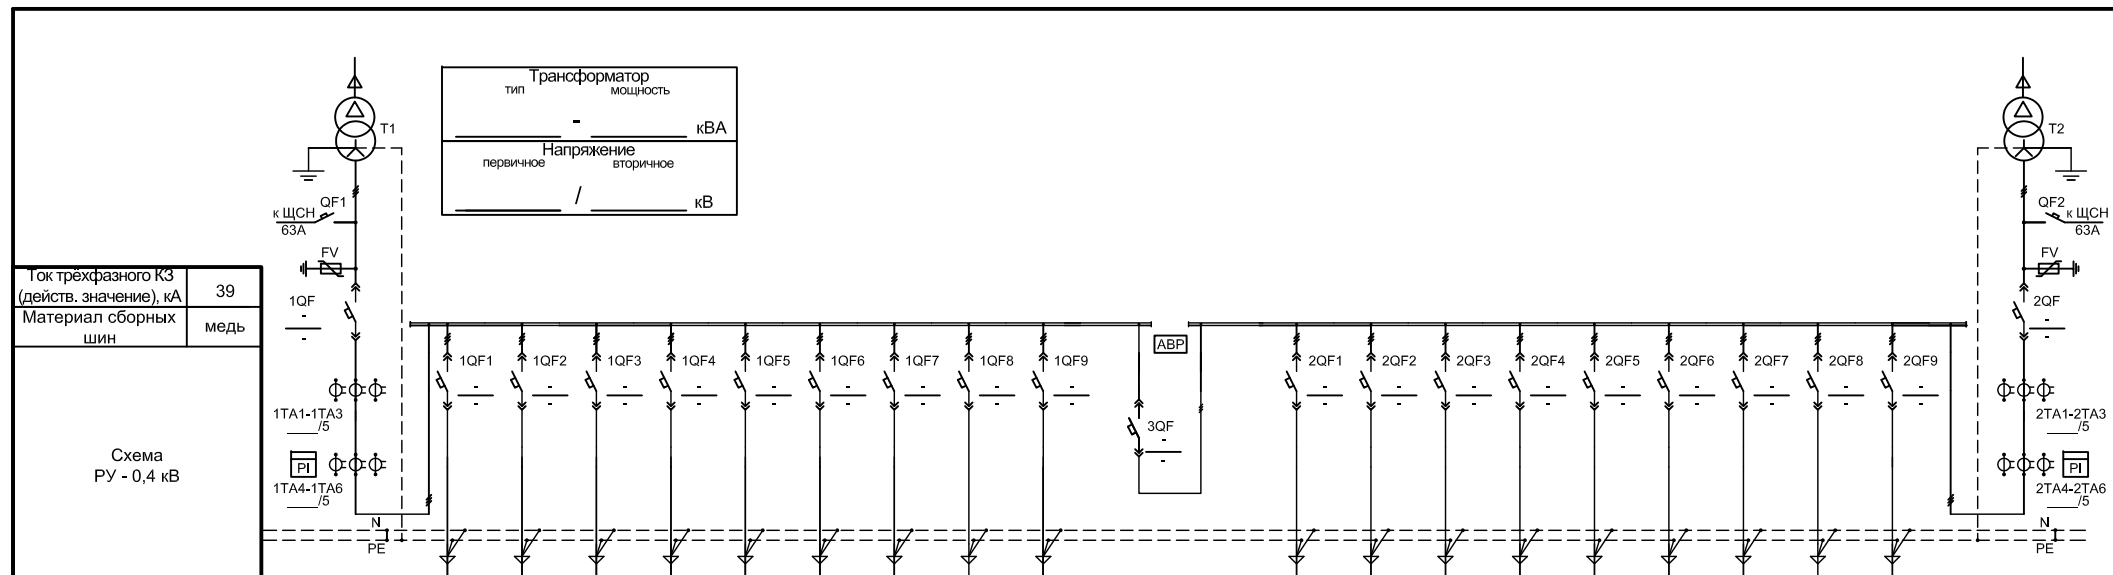 Трансформатор
тип мощность
- кВА
Напряжение
первичное вторичное
/ кВ
T1
T2
QF1
к ЩСН
63А
QF2
к ЩСН
63А
FV
FV
Ток трёхфазного КЗ
(действ. значение), кА
39
Материал сборных
шин
медь
1QF
-
-
2QF
-
-
АВР
1QF1 - -
1QF2 - -
1QF3 - -
1QF4 - -
1QF5 - -
1QF6 - -
1QF7 - -
1QF8 - -
1QF9 - -
3QF - -
2QF1 - -
2QF2 - -
2QF3 - -
2QF4 - -
2QF5 - -
2QF6 - -
2QF7 - -
2QF8 - -
2QF9 - -
1ТА1-1ТА3
/5
2ТА1-2ТА3
/5
Схема
РУ - 0,4 кВ
PI
1ТА4-1ТА6
/5
PI
2ТА4-2ТА6
/5
N
PE
N
PE